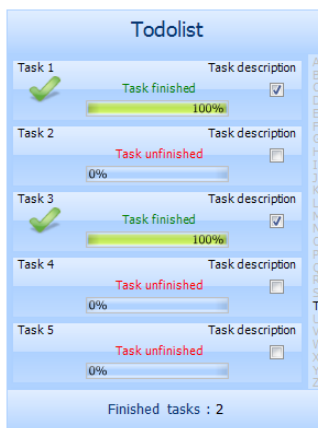 Todolist
Task 1 Task description
Task finished
100%
Task 2 Task description
Task unfinished
0%
Task 3 Task description
Task finished
100%
Task 4 Task description
Task unfinished
0%
Task 5 Task description
Task unfinished
0%
Finished tasks : 2
A
B
C
D
E
F
G
H
I
J
K
L
M
N
O
P
Q
R
S
T
U
V
W
X
Y
Z